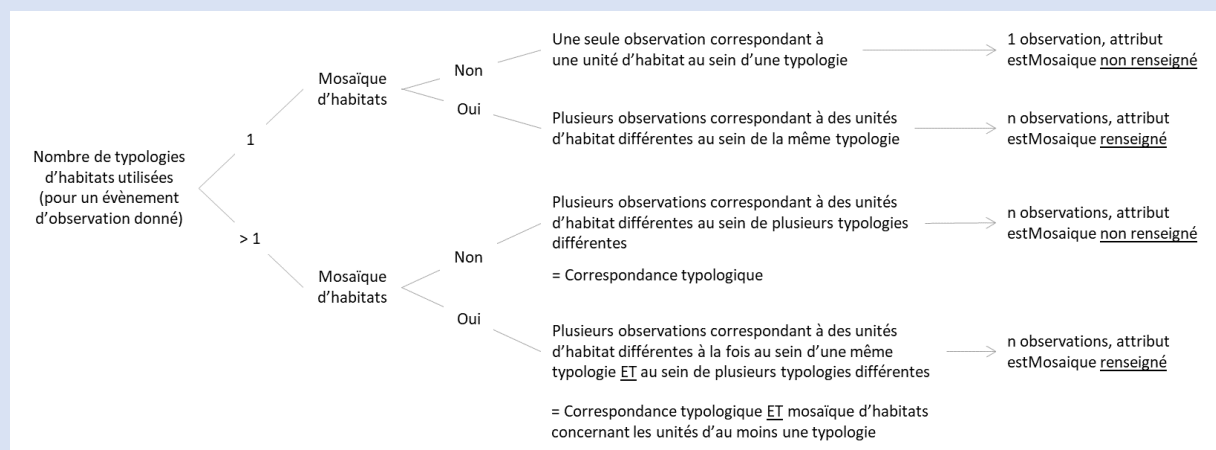 Nombre de typologies
d'habitats utilisées
(pour un évènement
d'observation donné)
1
Mosaïque
d'habitats
Non
Une seule observation correspondant à
une unité d'habitat au sein d'une typologie
1 observation, attribut
estMosaique non renseigné
Oui
Plusieurs observations correspondant à des unités
d'habitat différentes au sein de la même typologie
n observations, attribut
estMosaique renseigné
> 1
Mosaïque
d'habitats
Non
Plusieurs observations correspondant à des unités
d'habitat différentes au sein de plusieurs typologies
différentes
= Correspondance typologique
n observations, attribut
estMosaique non renseigné
Oui
Plusieurs observations correspondant à des unités
d'habitat différentes à la fois au sein d'une même
typologie ET au sein de plusieurs typologies différentes
= Correspondance typologique ET mosaïque d'habitats
concernant les unités d'au moins une typologie
n observations, attribut
estMosaique renseigné